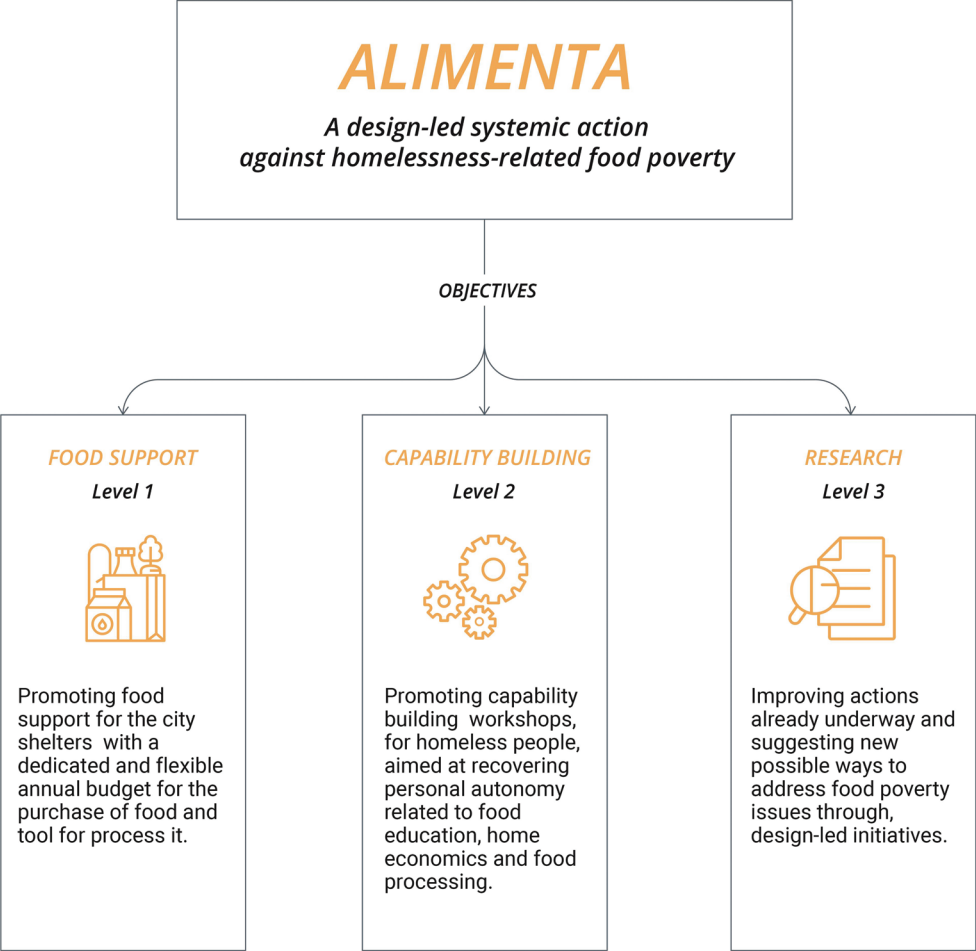 ALIMENTA
A design-led systemic action
against homelessness-related food poverty
OBJECTIVES
FOOD SUPPORT
Level 1
Promoting food
support for the city
shelters  with a
dedicated and flexible
annual budget for the
purchase of food and
tool for process it.
CAPABILITY BUILDING
Level 2
Promoting capability
building  workshops,
for homeless people,
aimed at recovering
personal autonomy
related to food
education, home
economics and food
processing.
RESEARCH
Level 3
Improving actions
already underway and
suggesting new
possible ways to
address food poverty
issues through,
design-led initiatives.